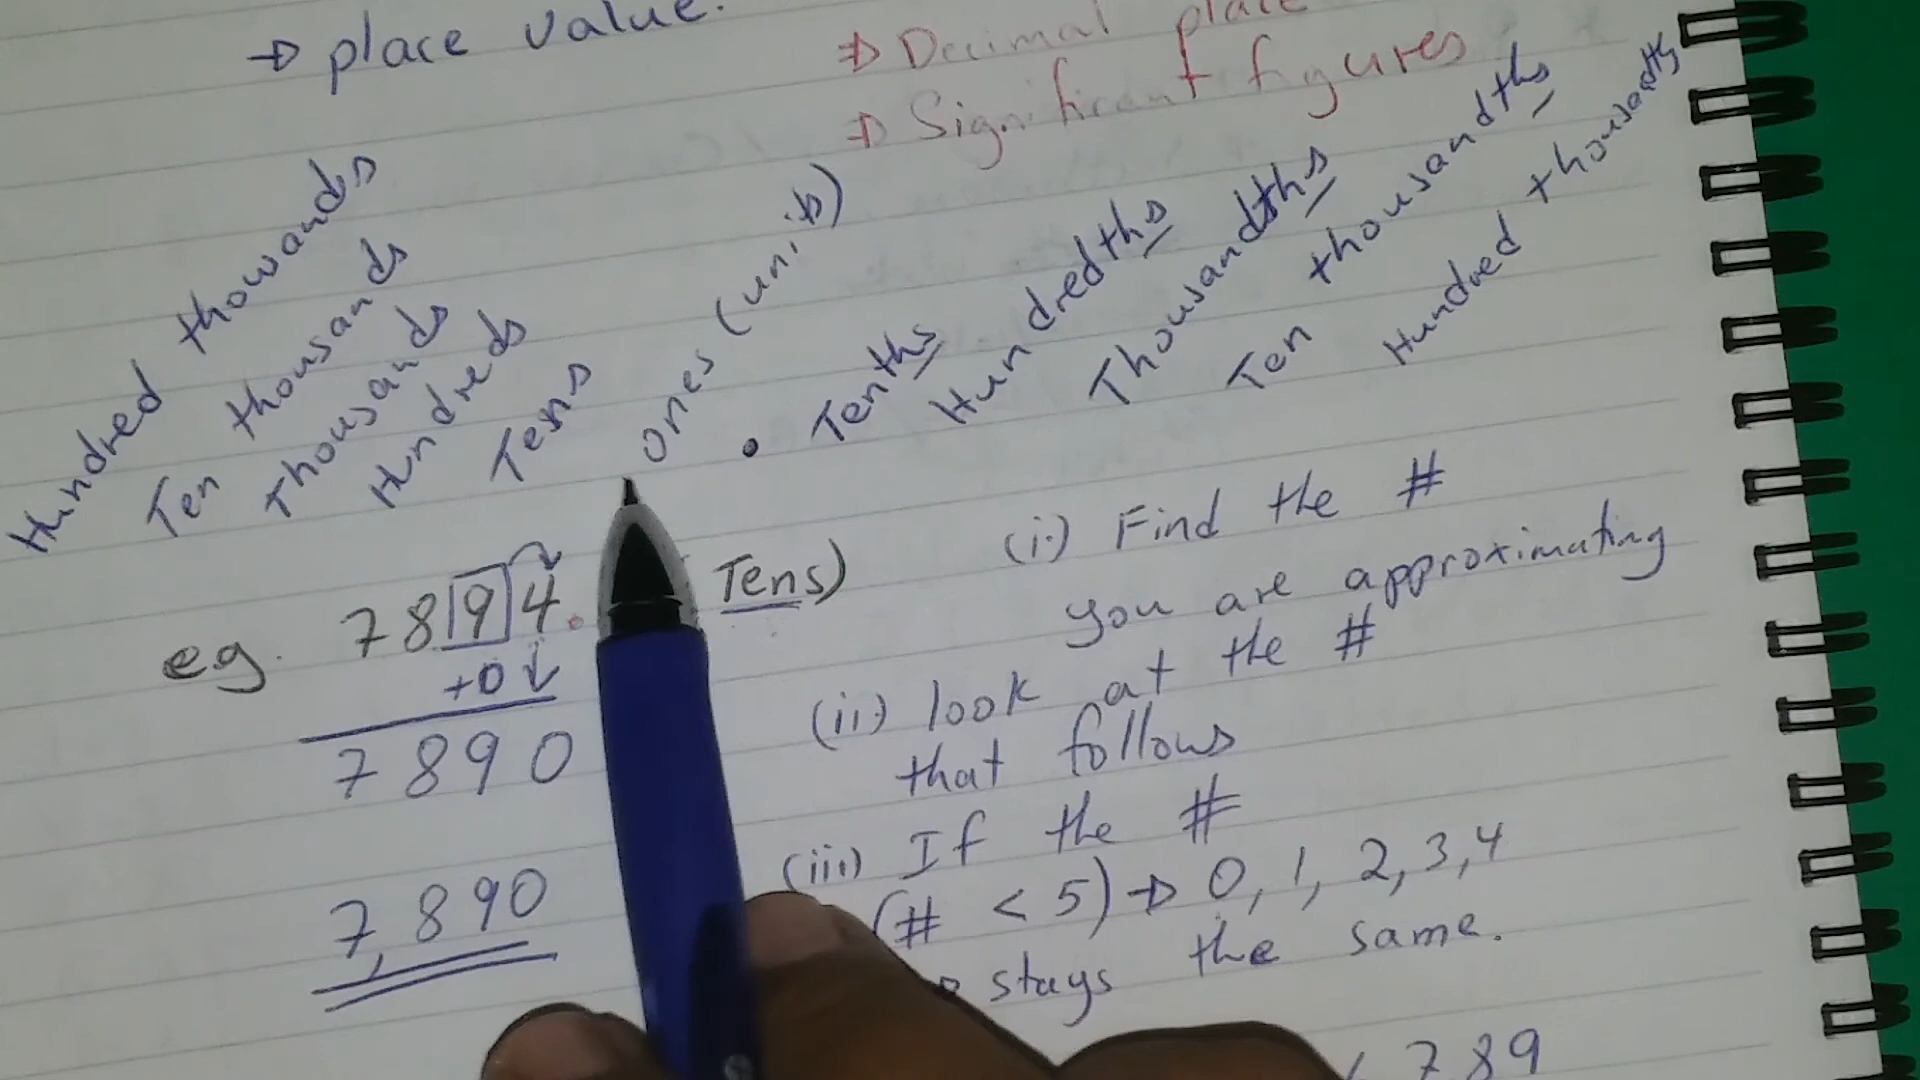 → place value.
⇒ Decimal place
⇒ Significant figures
Hundred thousands
Ten thousands
Thousands
Hundreds
Tens
ones (units)
.
Tenths
Hundredths
Thousandths
Ten thousandths
Hundred thousandths
eg. 7894. Tens)
+0↓
7890
7,890
(i) Find the #
you are approximating
(ii) look at the #
that follows
(iii) If the #
(# < 5) → 0, 1, 2, 3, 4
stays the same.
789